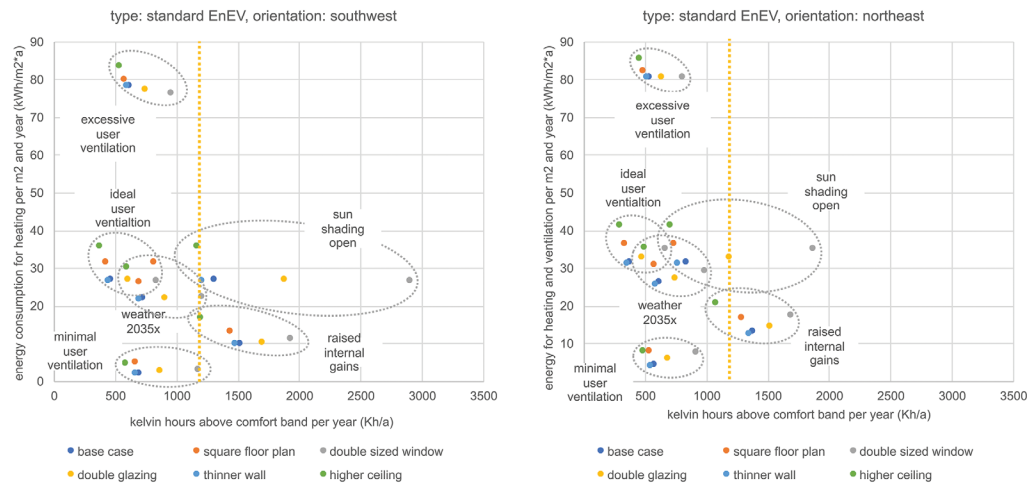 type: standard EnEV, orientation: southwest
energy consumption for heating per m2 and year (kWh/m2*a)
90
80
70
60
50
40
30
20
10
0
excessive
user
ventilation
ideal
user
ventialtion
sun
shading
open
weather
2035x
minimal
user
ventilation
raised
internal
gains
0
500
1000
1500
2000
2500
3000
3500
kelvin hours above comfort band per year (Kh/a)
base case
square floor plan
double sized window
double glazing
thinner wall
higher ceiling
type: standard EnEV, orientation: northeast
energy for heating and ventilation per m2 and year (kWh/m2*a)
90
80
70
60
50
40
30
20
10
0
excessive
user
ventilation
ideal
user
ventilaltion
sun
shading
open
weather
2035x
minimal
user
ventilation
raised
internal
gains
500
1000
1500
2000
2500
3000
3500
kelvin hours above comfort band per year (Kh/a)
base case
square floor plan
double sized window
double glazing
thinner wall
higher ceiling